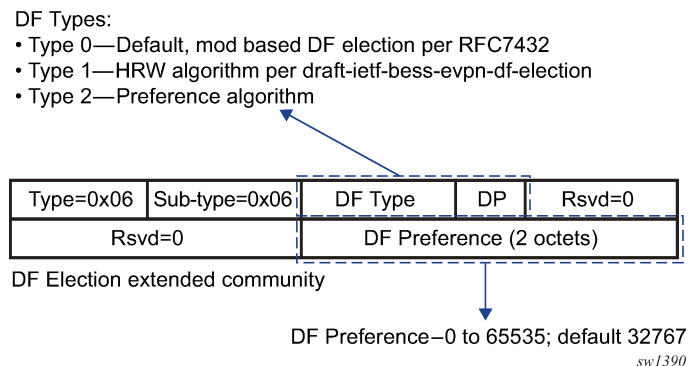 DF Types:
• Type 0—Default, mod based DF election per RFC7432
• Type 1—HRW algorithm per draft-ietf-bess-evpn-df-election
• Type 2—Preference algorithm
Type=0x06 Sub-type=0x06 DF Type DP Rsvd=0
Rsvd=0 DF Preference (2 octets)
DF Election extended community
DF Preference–0 to 65535; default 32767
sw1390